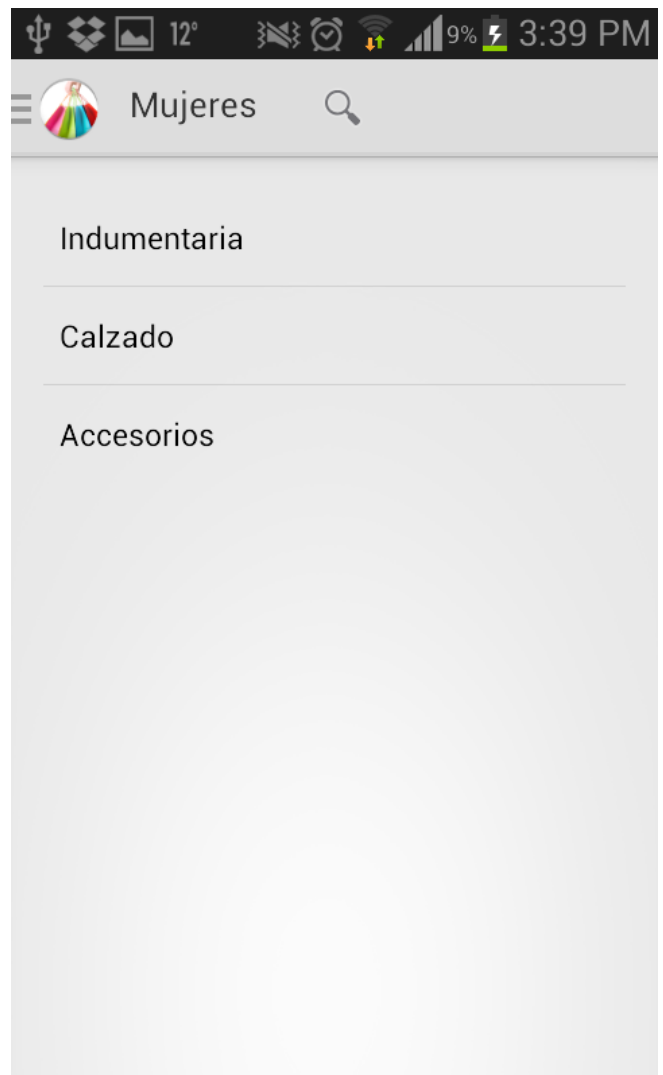 12° 9% 3:39 PM
Mujeres
Indumentaria
Calzado
Accesorios